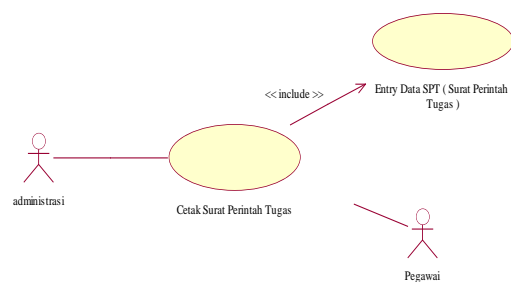 << include >>
Entry Data SPT ( Surat Perintah
Tugas )
administrasi
Cetak Surat Perintah Tugas
Pegawai